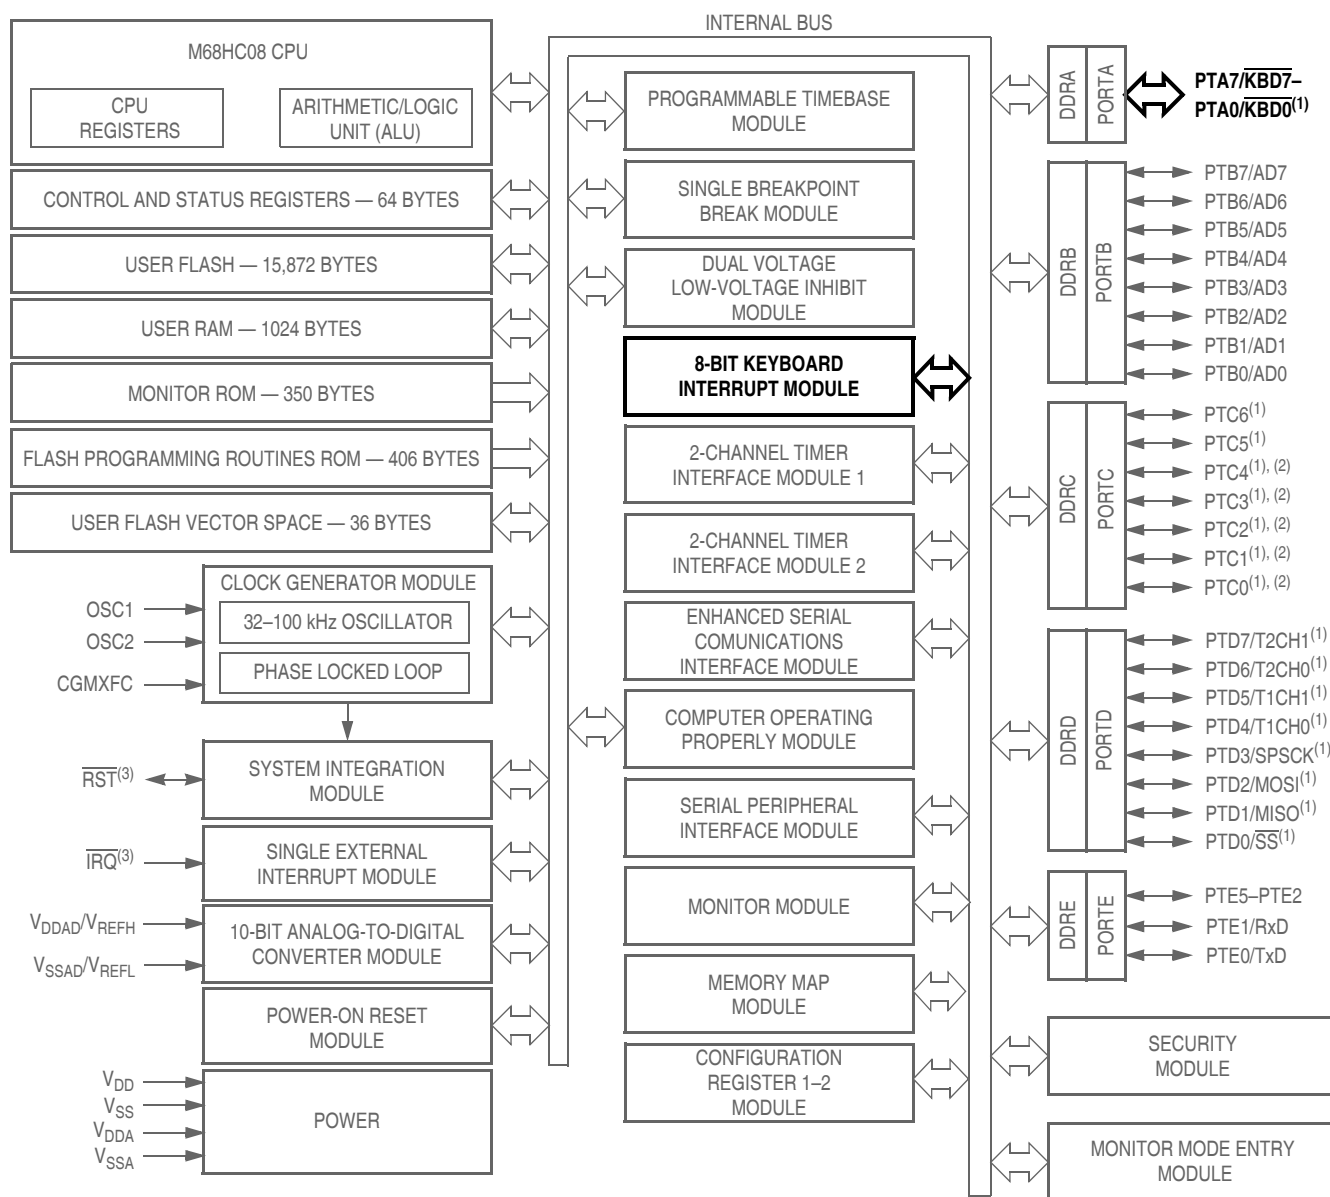 INTERNAL BUS
M68HC08 CPU
CPU
REGISTERS
ARITHMETIC/LOGIC
UNIT (ALU)
CONTROL AND STATUS REGISTERS — 64 BYTES
USER FLASH — 15,872 BYTES
USER RAM — 1024 BYTES
MONITOR ROM — 350 BYTES
FLASH PROGRAMMING ROUTINES ROM — 406 BYTES
USER FLASH VECTOR SPACE — 36 BYTES
CLOCK GENERATOR MODULE
32–100 kHz OSCILLATOR
PHASE LOCKED LOOP
OSC1
OSC2
CGMXFC
SYSTEM INTEGRATION
MODULE
RST(3)
SINGLE EXTERNAL
INTERRUPT MODULE
IRQ(3)
10-BIT ANALOG-TO-DIGITAL
CONVERTER MODULE
VDDAD/VREFH
VSSAD/VREFL
POWER-ON RESET
MODULE
POWER
VDD
VSS
VDDA
VSSA
PROGRAMMABLE TIMEBASE
MODULE
SINGLE BREAKPOINT
BREAK MODULE
DUAL VOLTAGE
LOW-VOLTAGE INHIBIT
MODULE
8-BIT KEYBOARD
INTERRUPT MODULE
2-CHANNEL TIMER
INTERFACE MODULE 1
2-CHANNEL TIMER
INTERFACE MODULE 2
ENHANCED SERIAL
COMUNICATIONS
INTERFACE MODULE
COMPUTER OPERATING
PROPERLY MODULE
SERIAL PERIPHERAL
INTERFACE MODULE
MONITOR MODULE
MEMORY MAP
MODULE
CONFIGURATION
REGISTER 1–2
MODULE
DDRA
PORTA
PTA7/KBD7–
PTA0/KBD0(1)
DDRB
PORTB
PTB7/AD7
PTB6/AD6
PTB5/AD5
PTB4/AD4
PTB3/AD3
PTB2/AD2
PTB1/AD1
PTB0/AD0
DDRC
PORTC
PTC6(1)
PTC5(1)
PTC4(1), (2)
PTC3(1), (2)
PTC2(1), (2)
PTC1(1), (2)
PTC0(1), (2)
DDRD
PORTD
PTD7/T2CH1(1)
PTD6/T2CH0(1)
PTD5/T1CH1(1)
PTD4/T1CH0(1)
PTD3/SPSCK(1)
PTD2/MOSI(1)
PTD1/MISO(1)
PTD0/SS(1)
DDRE
PORTE
PTE5–PTE2
PTE1/RxD
PTE0/TxD
SECURITY
MODULE
MONITOR MODE ENTRY
MODULE